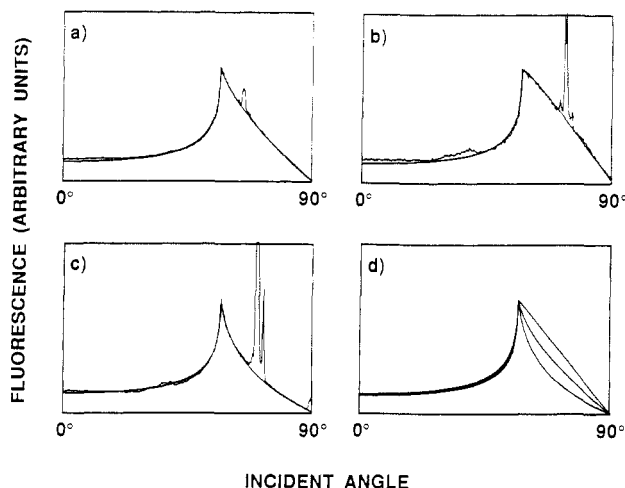 FLUORESCENCE (ARBITRARY UNITS)
a)
b)
0°
90°
0°
90°
c)
d)
0°
90°
0°
90°
INCIDENT ANGLE